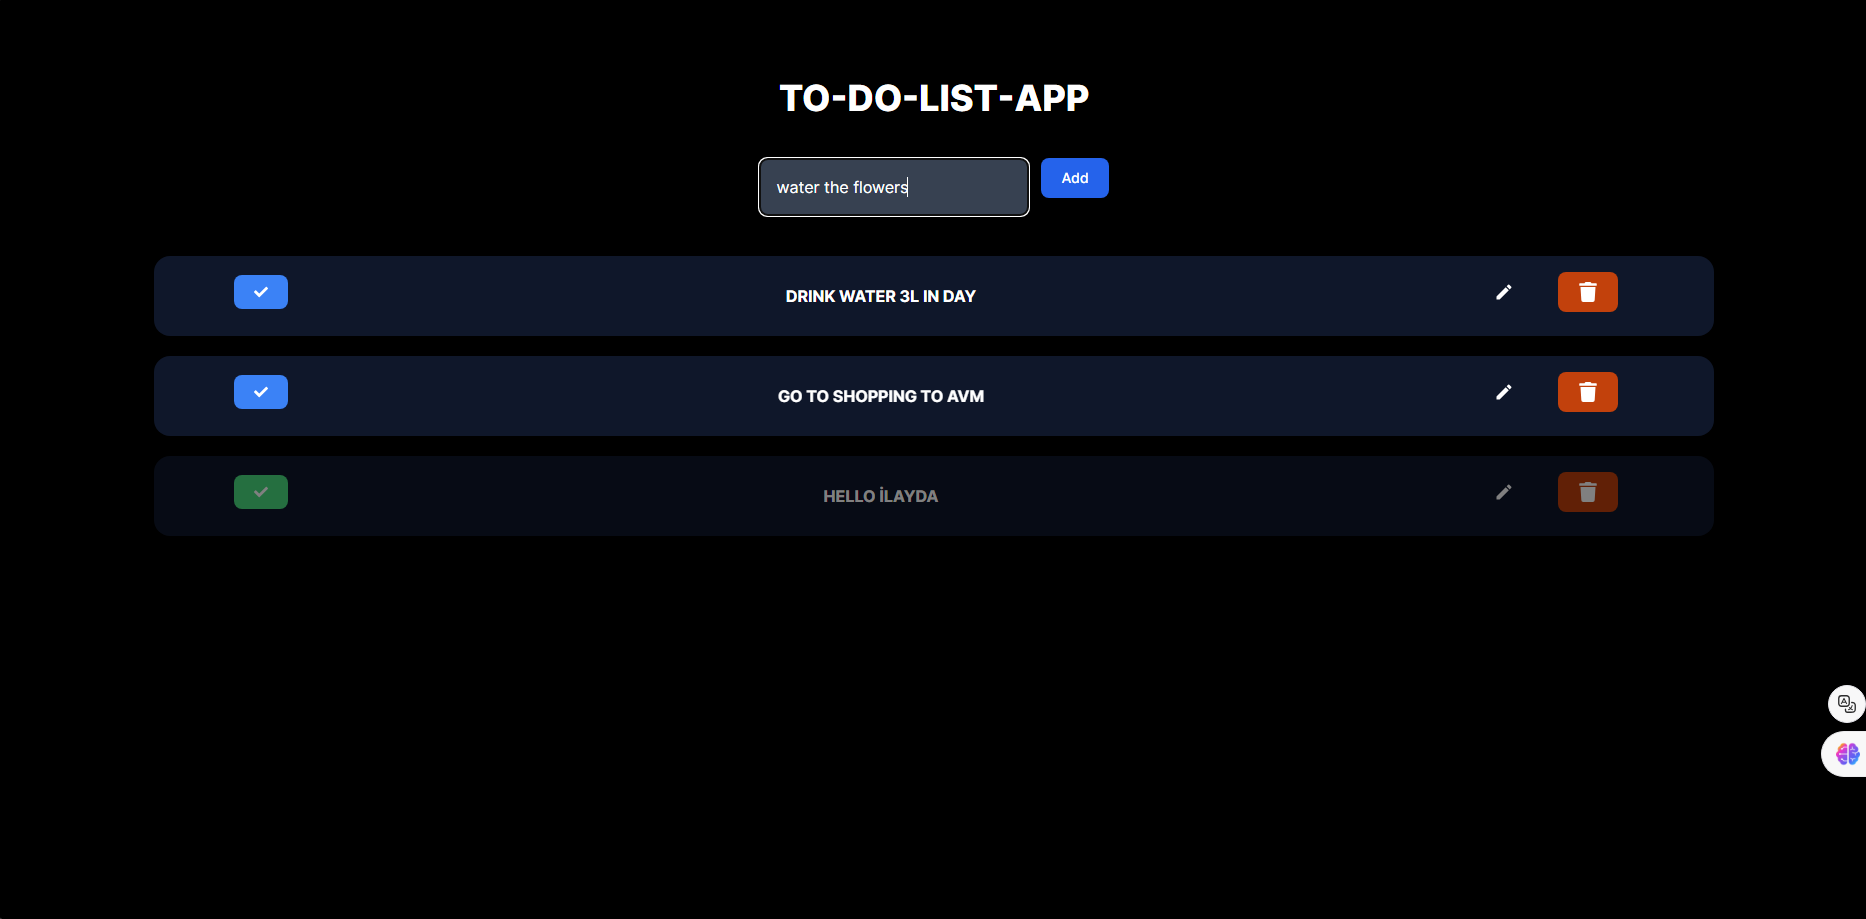 TO-DO-LIST-APP
water the flowers
Add
DRINK WATER 3L IN DAY
GO TO SHOPPING TO AVM
HELLO İLAYDA